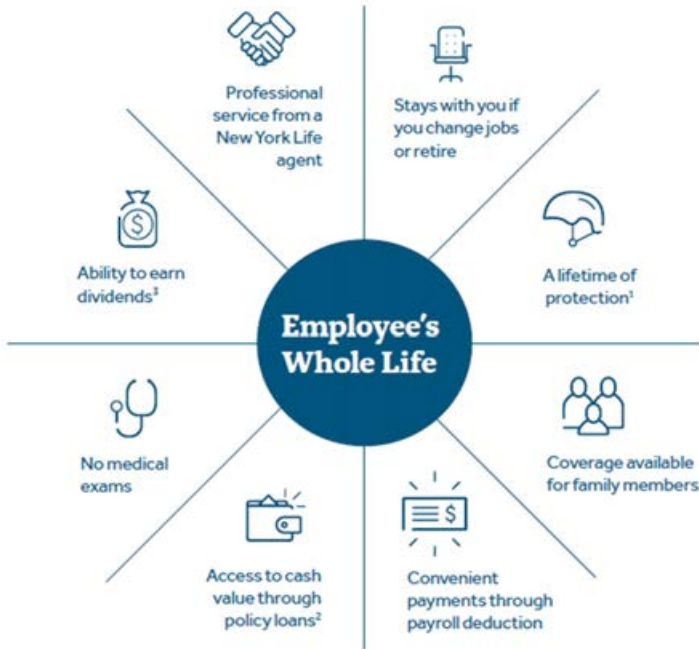 Professional
service from a
New York Life
agent
Stays with you if
you change jobs
or retire
$
Ability to earn
dividends³
A lifetime of
protection¹
Employee's
Whole Life
No medical
exams
Coverage available
for family members
$
Access to cash
value through
policy loans²
Convenient
payments through
payroll deduction